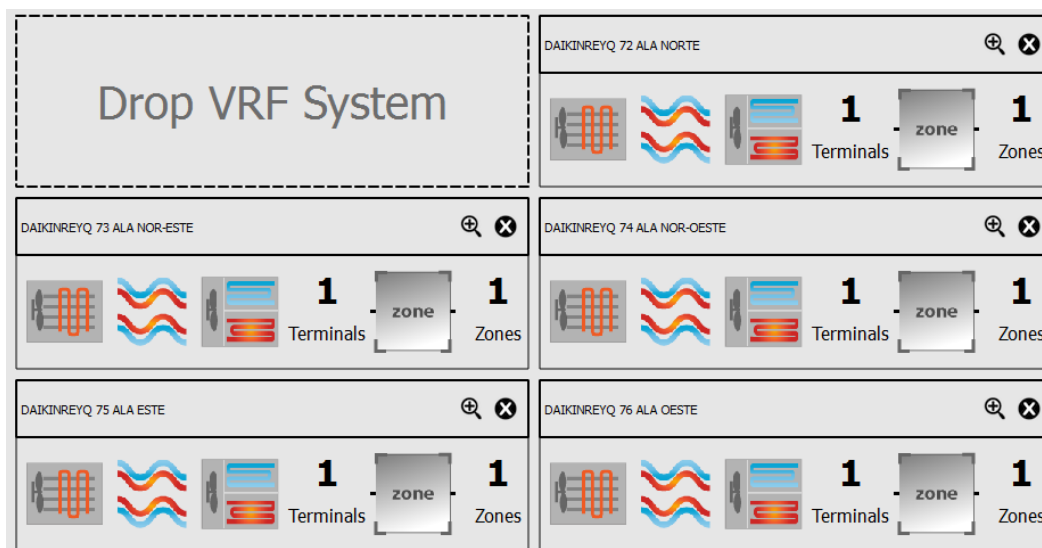 Drop VRF System
DAIKINREYQ 72 ALA NORTE
1
Terminals
zone
1
Zones
DAIKINREYQ 73 ALA NOR-ESTE
1
Terminals
zone
1
Zones
DAIKINREYQ 74 ALA NOR-OESTE
1
Terminals
zone
1
Zones
DAIKINREYQ 75 ALA ESTE
1
Terminals
zone
1
Zones
DAIKINREYQ 76 ALA OESTE
1
Terminals
zone
1
Zones